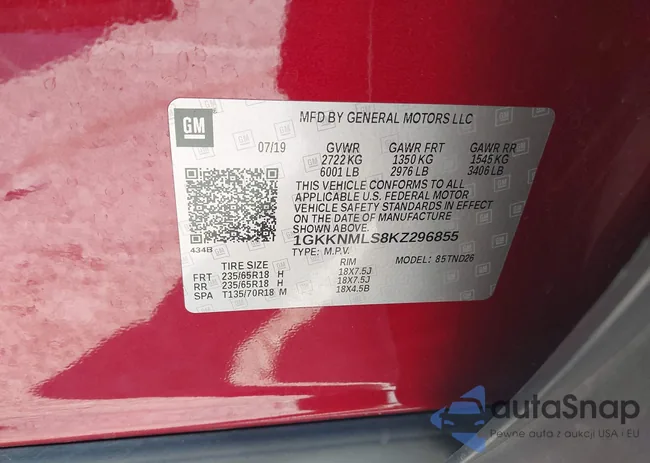 GM
MFD BY GENERAL MOTORS LLC
07/19 GVWR GAWR FRT GAWR RR
2722 KG 1350 KG 1545 KG
6001 LB 2976 LB 3406 LB
THIS VEHICLE CONFORMS TO ALL
APPLICABLE U.S. FEDERAL MOTOR
VEHICLE SAFETY STANDARDS IN EFFECT
ON THE DATE OF MANUFACTURE
SHOWN ABOVE.
1GKKNMLS8KZ296855
434B TYPE: M.P.V. MODEL: 85TND26
TIRE SIZE RIM
FRT 235/65R18 H 18X7.5J
RR 235/65R18 H 18X7.5J
SPA T135/70R18 M 18X4.5B
autaSnap
Pewne auta z aukcji USA i EU